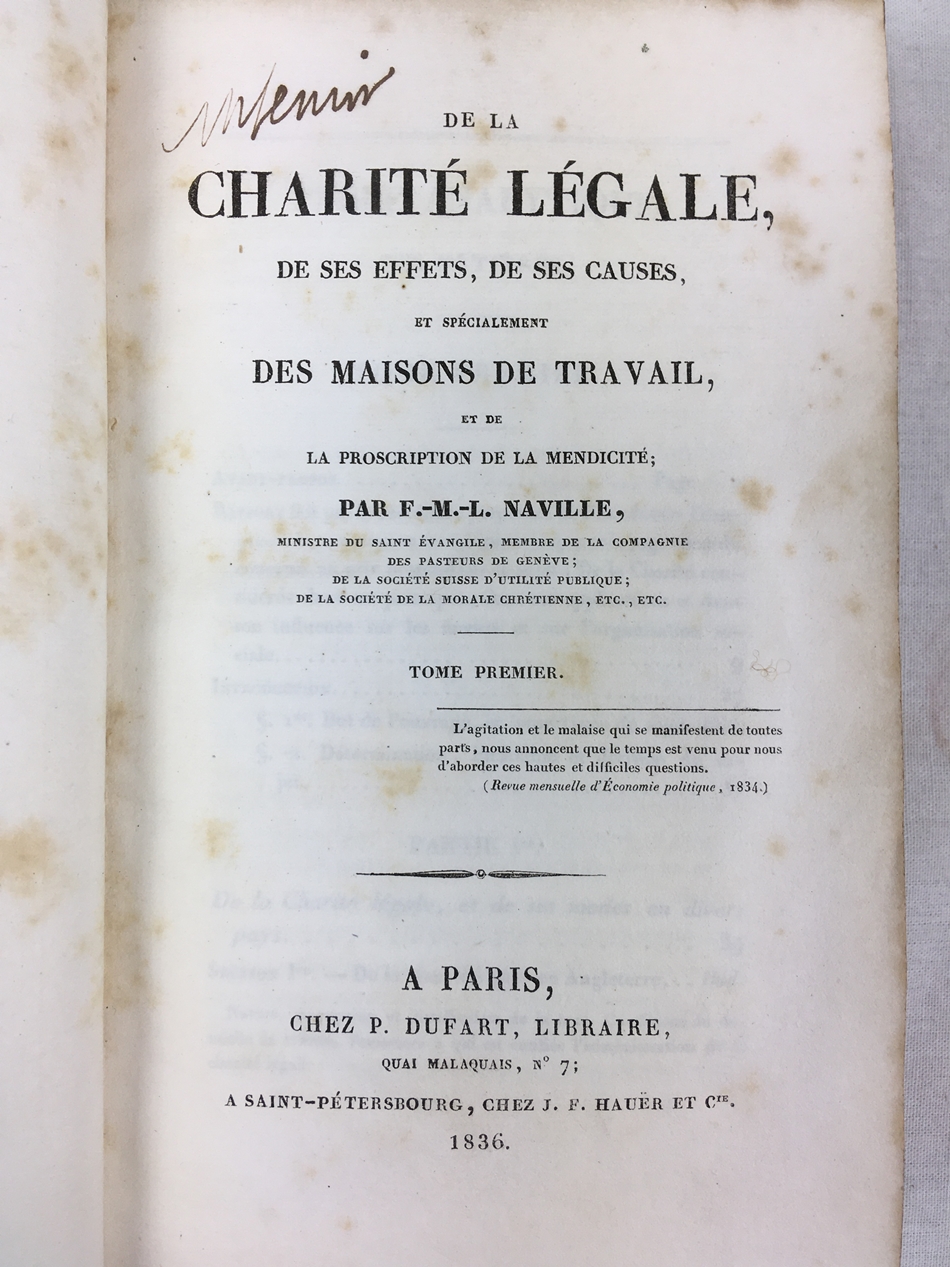 DE LA
CHARITÉ LÉGALE,
DE SES EFFETS, DE SES CAUSES,
ET SPÉCIALEMENT
DES MAISONS DE TRAVAIL,
ET DE
LA PROSCRIPTION DE LA MENDICITÉ;
PAR F.-M.-L. NAVILLE,
MINISTRE DU SAINT ÉVANGILE, MEMBRE DE LA COMPAGNIE
DES PASTEURS DE GENÈVE;
DE LA SOCIÉTÉ SUISSE D'UTILITÉ PUBLIQUE;
DE LA SOCIÉTÉ DE LA MORALE CHRÉTIENNE, ETC., ETC.
TOME PREMIER.
L'agitation et le malaise qui se manifestent de toutes
parts, nous annoncent que le temps est venu pour nous
d'aborder ces hautes et difficiles questions.
(Revue mensuelle d'Économie politique, 1834.)
A PARIS,
CHEZ P. DUFART, LIBRAIRE,
QUAI MALAQUAIS, N° 7;
A SAINT-PÉTERSBOURG, CHEZ J. F. HAUËR ET CIE.
1836.